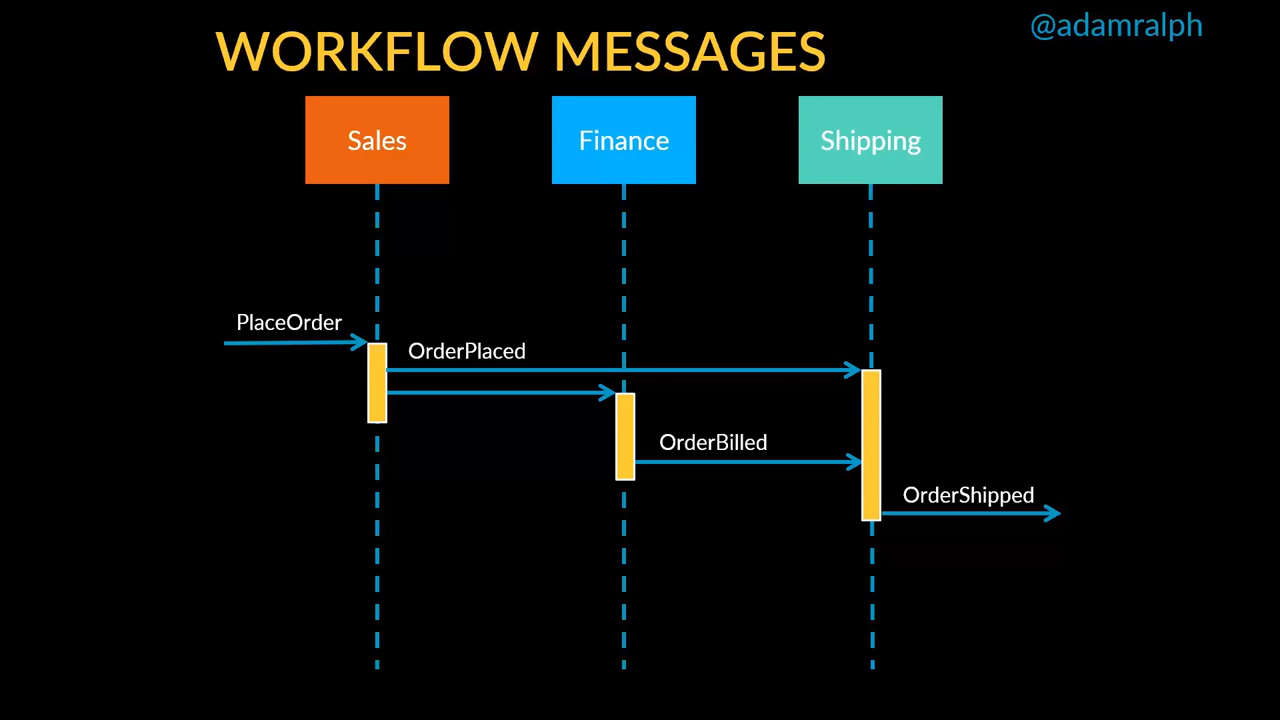 WORKFLOW MESSAGES
@adamralph
Sales
Finance
Shipping
PlaceOrder
OrderPlaced
OrderBilled
OrderShipped